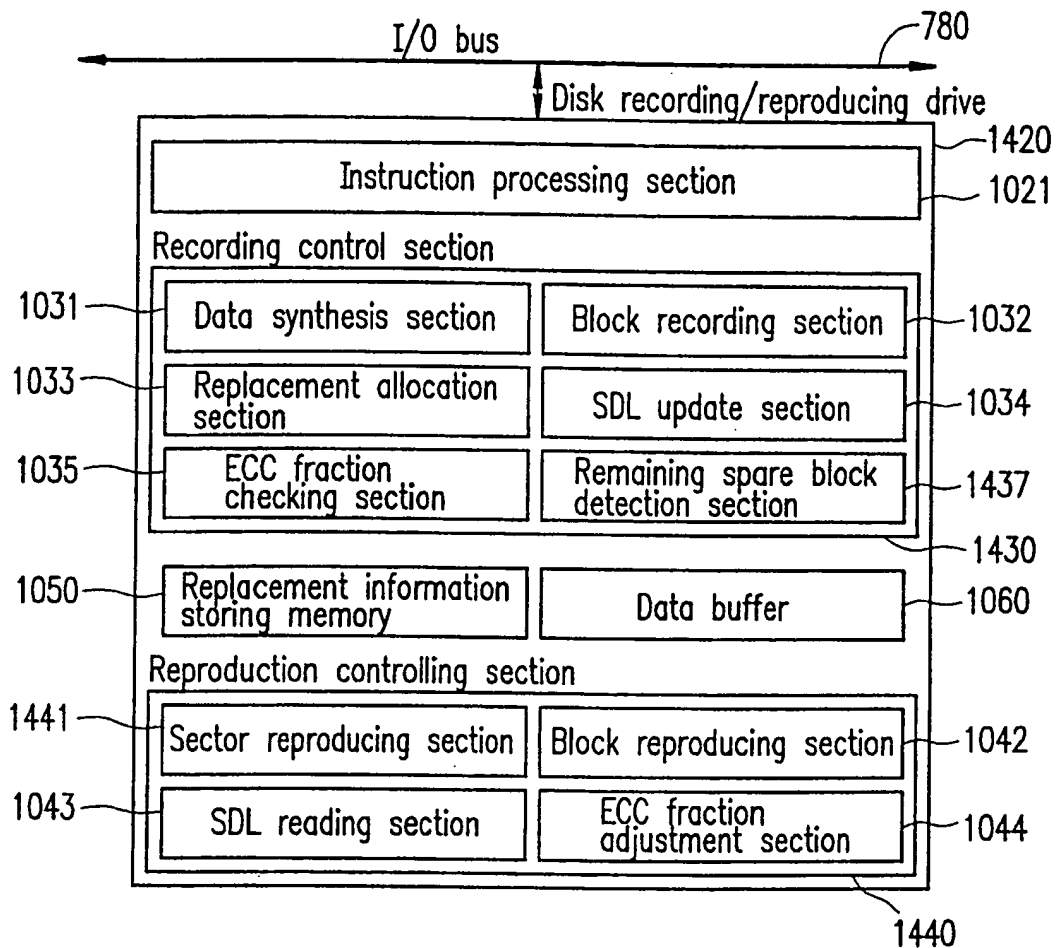 I/O bus
780
Disk recording/reproducing drive
1420
Instruction processing section
1021
Recording control section
1031
Data synthesis section
Block recording section
1032
1033
Replacement allocation
section
SDL update section
1034
1035
ECC fraction
checking section
Remaining spare block
detection section
1437
1430
1050
Replacement information
storing memory
Data buffer
1060
Reproduction controlling section
1441
Sector reproducing section
Block reproducing section
1042
1043
SDL reading section
ECC fraction
adjustment section
1044
1440